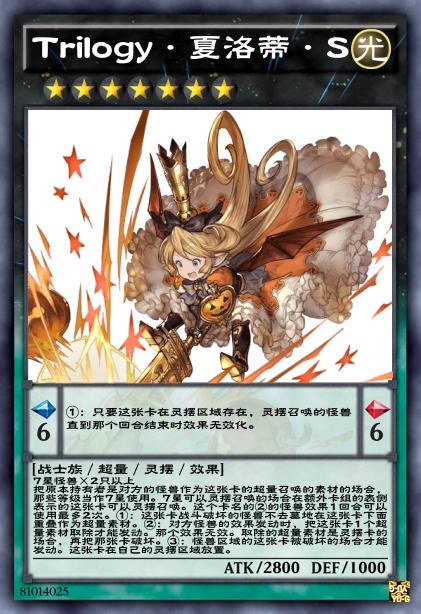 Trilogy·夏洛蒂·S 光
①：只要这张卡在灵摆区域存在，灵摆召唤的怪兽
直到那个回合结束时效果无效化。
6
6
[战士族 / 超量 / 灵摆 / 效果]
7星怪兽×2只以上
把原本持有者是对方的怪兽作为这张卡的超量召唤的素材的场合，
那些等级当作7星使用。7星可以灵摆召唤的场合在额外卡组的表侧
表示的这张卡可以灵摆召唤。这个卡名的②的怪兽效果1回合可以
使用最多2次。①：这张卡战斗破坏的怪兽不去墓地在这张卡下面
重叠作为超量素材。②：对方怪兽的效果发动时，把这张卡1个超
量素材取除才能发动。那个效果无效。取除的超量素材是灵摆卡的
场合，再把那张卡破坏。③：怪兽区域的这张卡被破坏的场合才能
发动。这张卡在自己的灵摆区域放置。
ATK/2800 DEF/1000
81014025